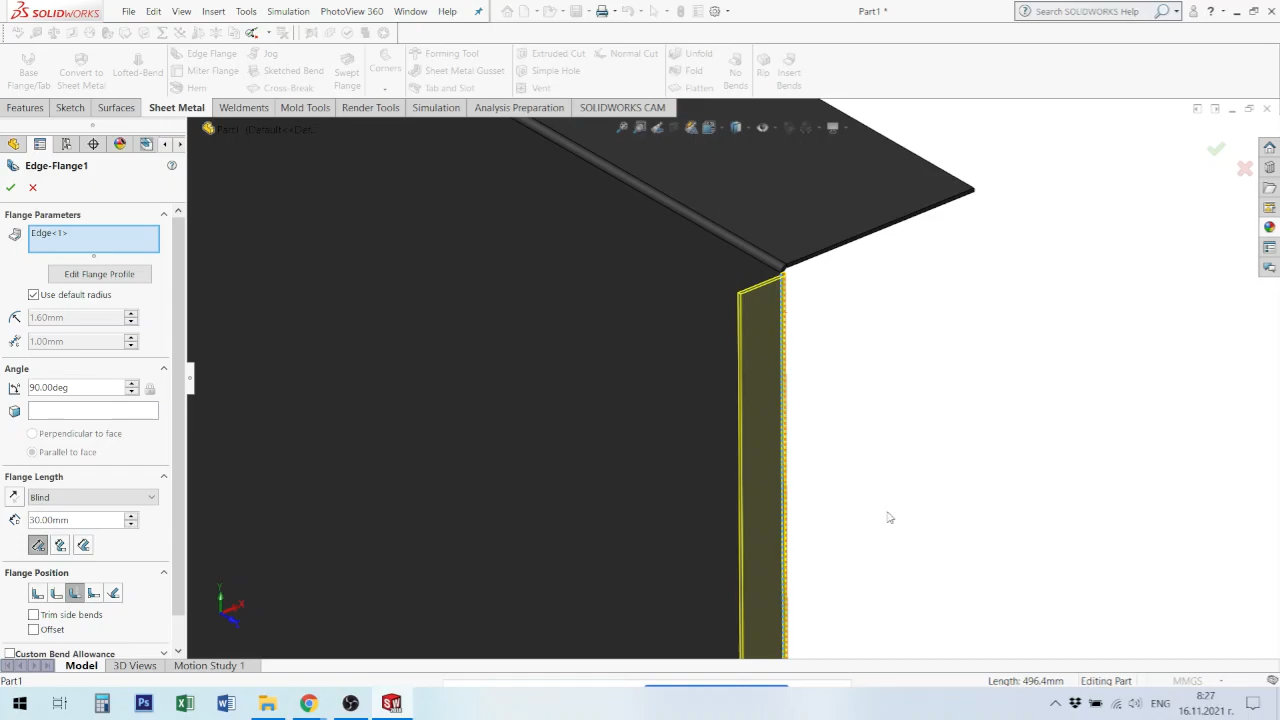 SOLIDWORKS File Edit View Insert Tools Simulation PhotoView 360 Window Help Part1 * Search SOLIDWORKS Help
Base Flange/Tab Convert to Sheet Metal Lofted-Bend Edge Flange Miter Flange Hem Jog Sketched Bend Cross-Break Swept Flange Corners Forming Tool Sheet Metal Gusset Tab and Slot Extruded Cut Simple Hole Vent Normal Cut Unfold Fold Flatten No Bends Rip Insert Bends
Features Sketch Surfaces Sheet Metal Weldments Mold Tools Render Tools Simulation Analysis Preparation SOLIDWORKS CAM
Part1 (Default<<Def...
Edge-Flange1
Flange Parameters
Edge<1>
Edit Flange Profile
Use default radius
1.60mm
1.00mm
Angle
90.00deg
Perpendicular to face
Parallel to face
Flange Length
Blind
30.00mm
Flange Position
Trim side bends
Offset
Custom Bend Allowance
Y
X
Model 3D Views Motion Study 1
Part1 Length: 496.4mm Editing Part MMGS
ENG
8:27
16.11.2021 г.